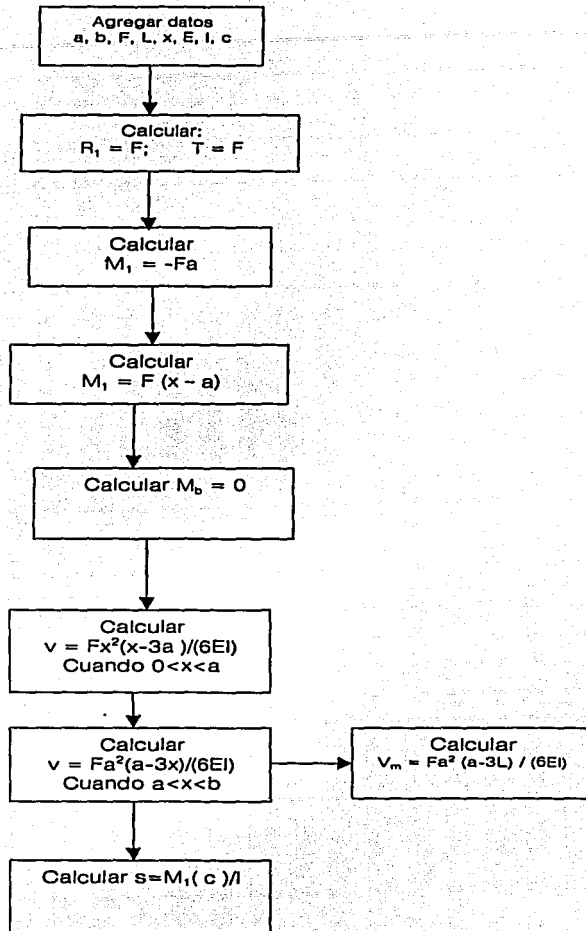 Agregar datos
a, b, F, L, x, E, I, c
Calcular:
R₁ = F; T = F
Calcular
M₁ = -Fa
Calcular
M₁ = F (x - a)
Calcular M_b = 0
Calcular
v = Fx²(x-3a)/(6EI)
Cuando 0<x<a
Calcular
v = Fa²(a-3x)/(6EI)
Cuando a<x<b
Calcular
V_m = Fa² (a-3L) / (6EI)
Calcular s=M₁( c )/I